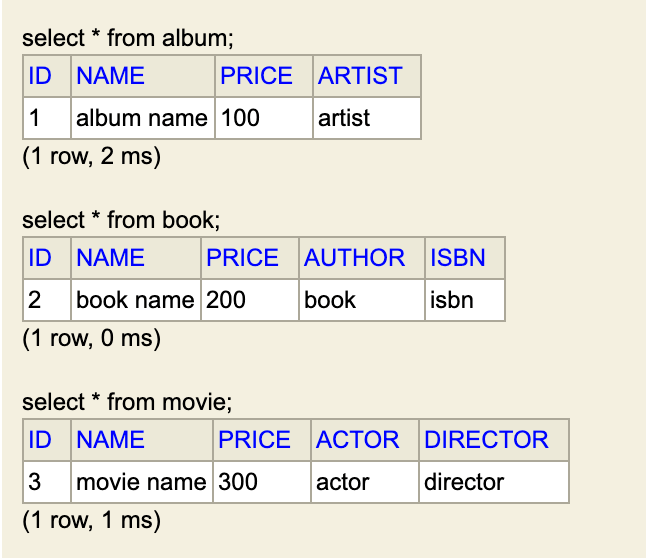 select * from album;
ID NAME PRICE ARTIST
1 album name 100 artist
(1 row, 2 ms)
select * from book;
ID NAME PRICE AUTHOR ISBN
2 book name 200 book isbn
(1 row, 0 ms)
select * from movie;
ID NAME PRICE ACTOR DIRECTOR
3 movie name 300 actor director
(1 row, 1 ms)